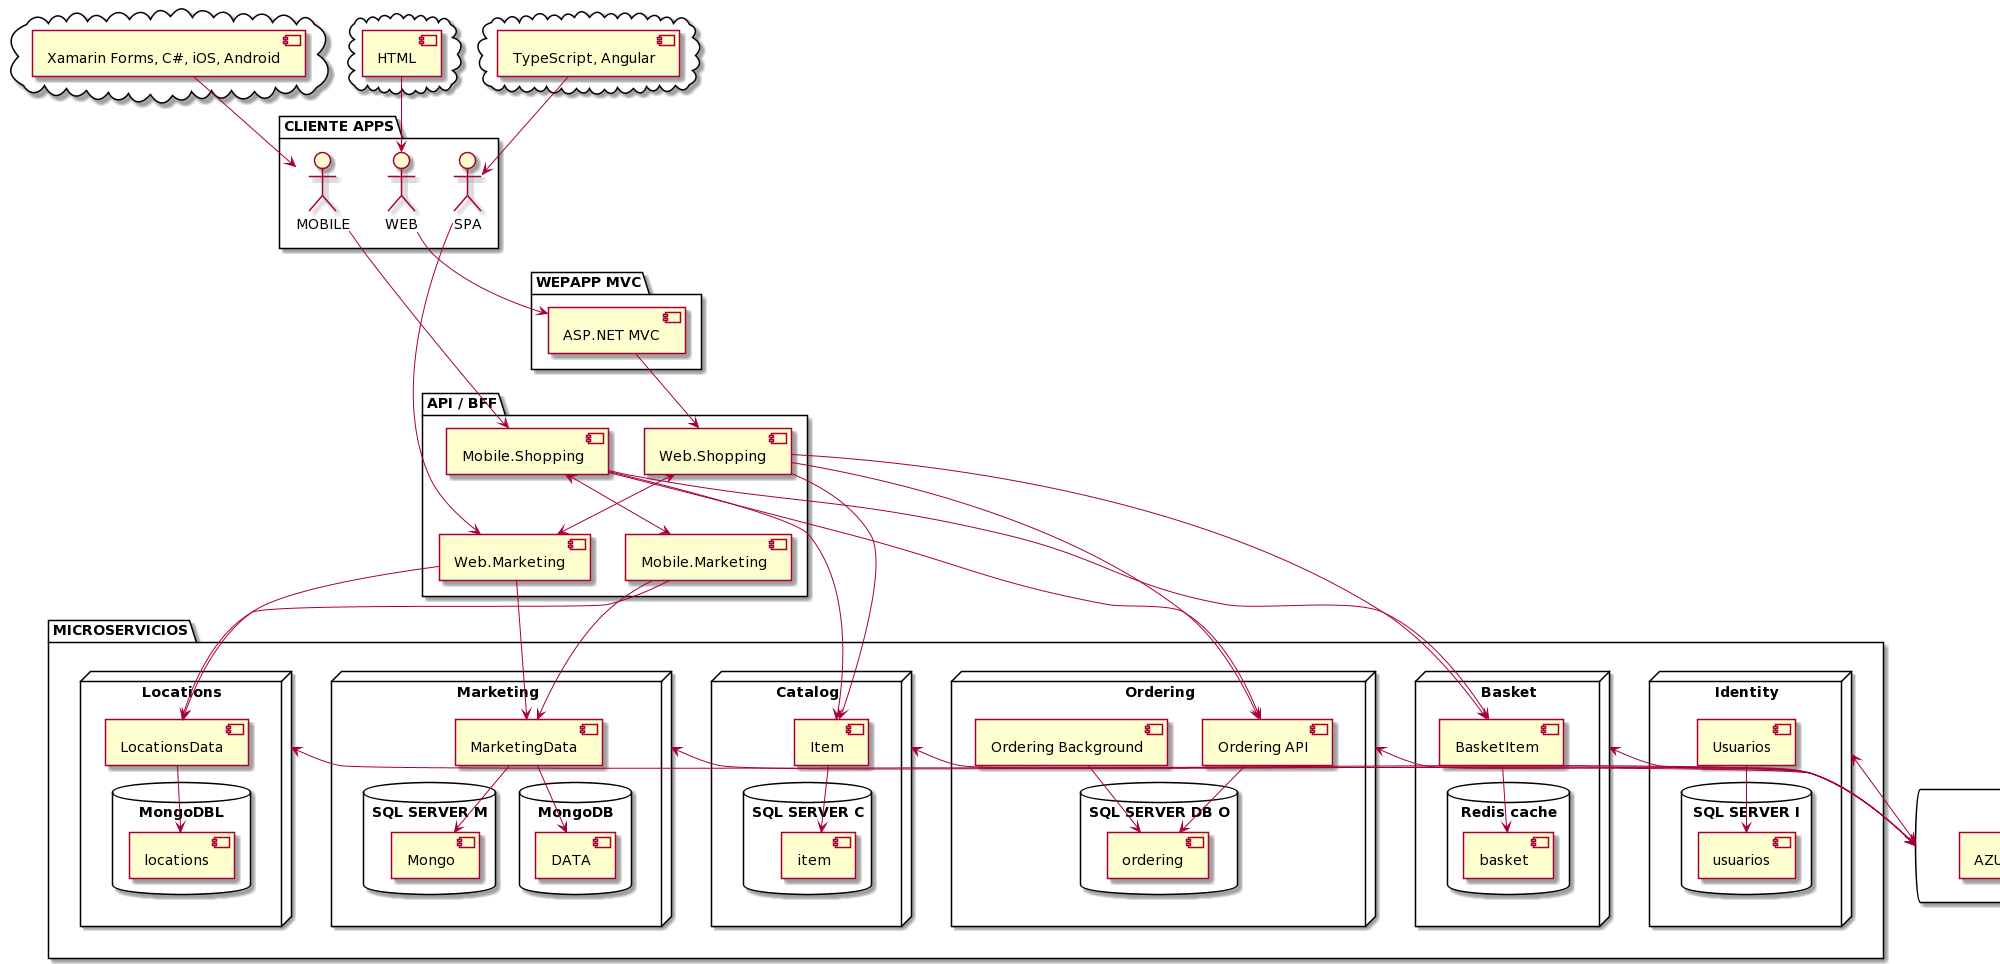 Xamarin Forms, C#, iOS, Android
HTML
TypeScript, Angular
CLIENTE APPS
MOBILE
WEB
SPA
WEPAPP MVC
ASP.NET MVC
API / BFF
Mobile.Shopping
Web.Shopping
Web.Marketing
Mobile.Marketing
MICROSERVICIOS
Locations
Marketing
Catalog
Ordering
Basket
Identity
LocationsData
MarketingData
Item
Ordering Background
Ordering API
BasketItem
Usuarios
MongoDBL
SQL SERVER M
MongoDB
SQL SERVER C
SQL SERVER DB O
Redis cache
SQL SERVER I
locations
Mongo
DATA
item
ordering
basket
usuarios